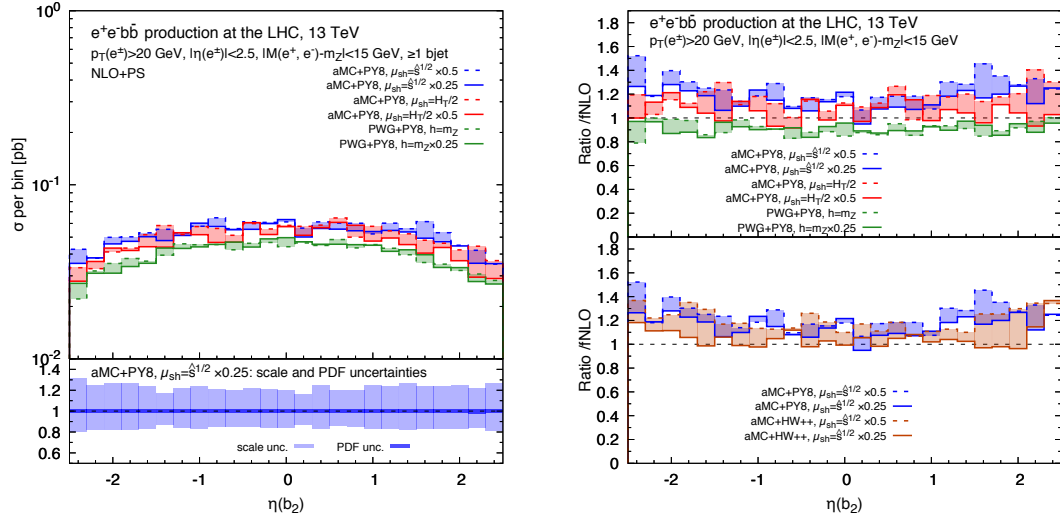 e⁺e⁻bb̄ production at the LHC, 13 TeV
p_T(e±)>20 GeV, |η(e±)|<2.5, |M(e⁺, e⁻)-m_Z|<15 GeV, ≥1 bjet
NLO+PS
aMC+PY8, μ_sh=ŝ^1/2 ×0.5
aMC+PY8, μ_sh=ŝ^1/2 ×0.25
aMC+PY8, μ_sh=H_T/2
aMC+PY8, μ_sh=H_T/2 ×0.5
PWG+PY8, h=m_Z
PWG+PY8, h=m_Z×0.25
σ per bin [pb]
10⁰
10⁻¹
10⁻²
aMC+PY8, μ_sh=ŝ^1/2 ×0.25: scale and PDF uncertainties
1.4
1.2
1
0.8
0.6
scale unc.
PDF unc.
-2 -1 0 1 2
η(b₂)
e⁺e⁻bb̄ production at the LHC, 13 TeV
p_T(e±)>20 GeV, |η(e±)|<2.5, |M(e⁺, e⁻)-m_Z|<15 GeV
Ratio /fNLO
1.8
1.6
1.4
1.2
1
0.8
0.6
0.4
0.2
0
aMC+PY8, μ_sh=ŝ^1/2 ×0.5
aMC+PY8, μ_sh=ŝ^1/2 ×0.25
aMC+PY8, μ_sh=H_T/2
aMC+PY8, μ_sh=H_T/2 ×0.5
PWG+PY8, h=m_Z
PWG+PY8, h=m_Z×0.25
Ratio /fNLO
1.8
1.6
1.4
1.2
1
0.8
0.6
0.4
0.2
0
aMC+PY8, μ_sh=ŝ^1/2 ×0.5
aMC+PY8, μ_sh=ŝ^1/2 ×0.25
aMC+HW++, μ_sh=ŝ^1/2 ×0.5
aMC+HW++, μ_sh=ŝ^1/2 ×0.25
-2 -1 0 1 2
η(b₂)